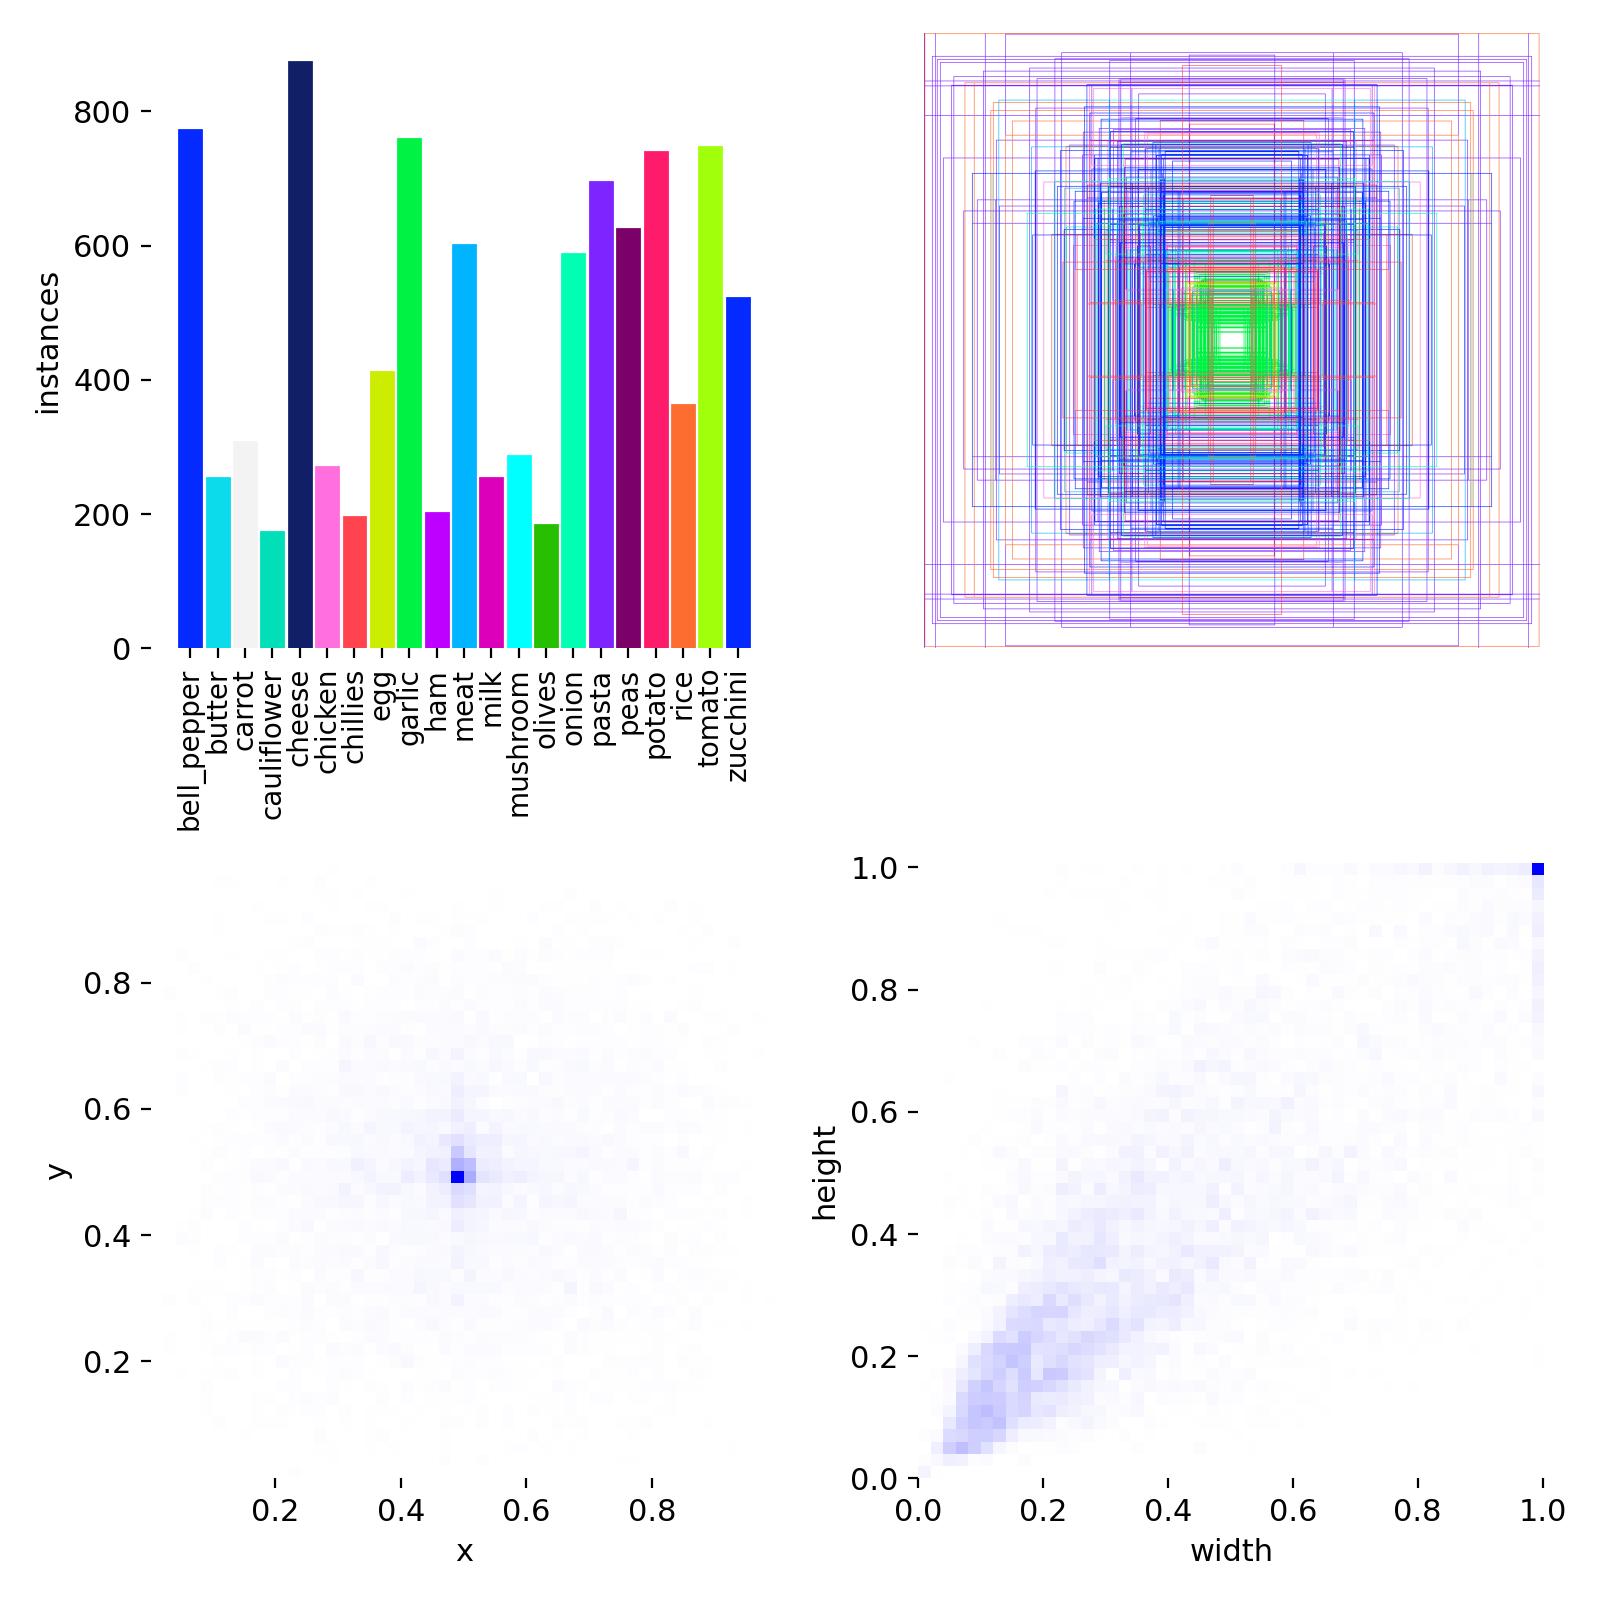 instances
800
600
400
200
0
bell_pepper
butter
carrot
cauliflower
cheese
chicken
chillies
egg
garlic
ham
meat
milk
mushroom
olives
onion
pasta
peas
potato
rice
tomato
zucchini
y
0.8
0.6
0.4
0.2
0.2 0.4 0.6 0.8
x
height
1.0
0.8
0.6
0.4
0.2
0.0
0.0 0.2 0.4 0.6 0.8 1.0
width